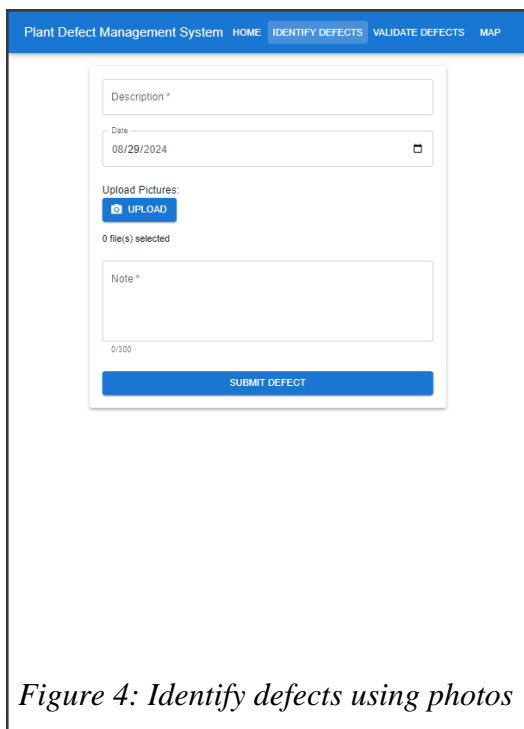 Plant Defect Management System HOME IDENTIFY DEFECTS VALIDATE DEFECTS MAP
Description *
Date
08/29/2024
Upload Pictures:
UPLOAD
0 file(s) selected
Note *
0/300
SUBMIT DEFECT
Figure 4: Identify defects using photos